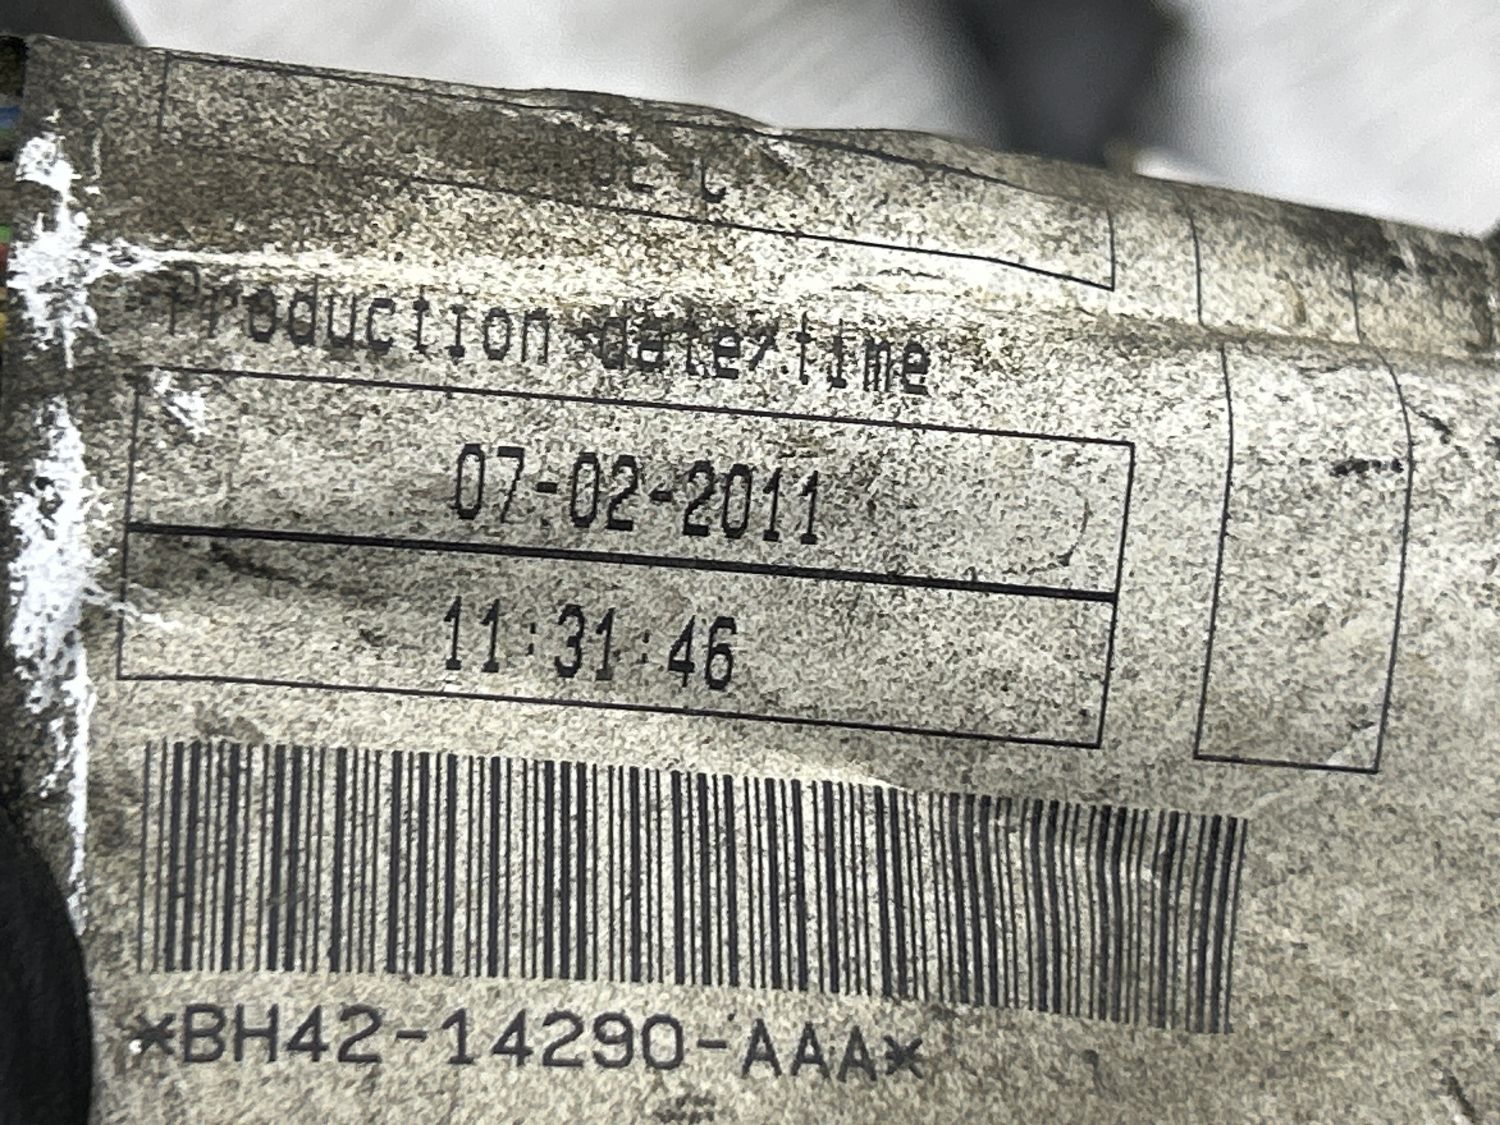 Production date/time
07-02-2011
11:31:46
*BH42-14290-AAA*